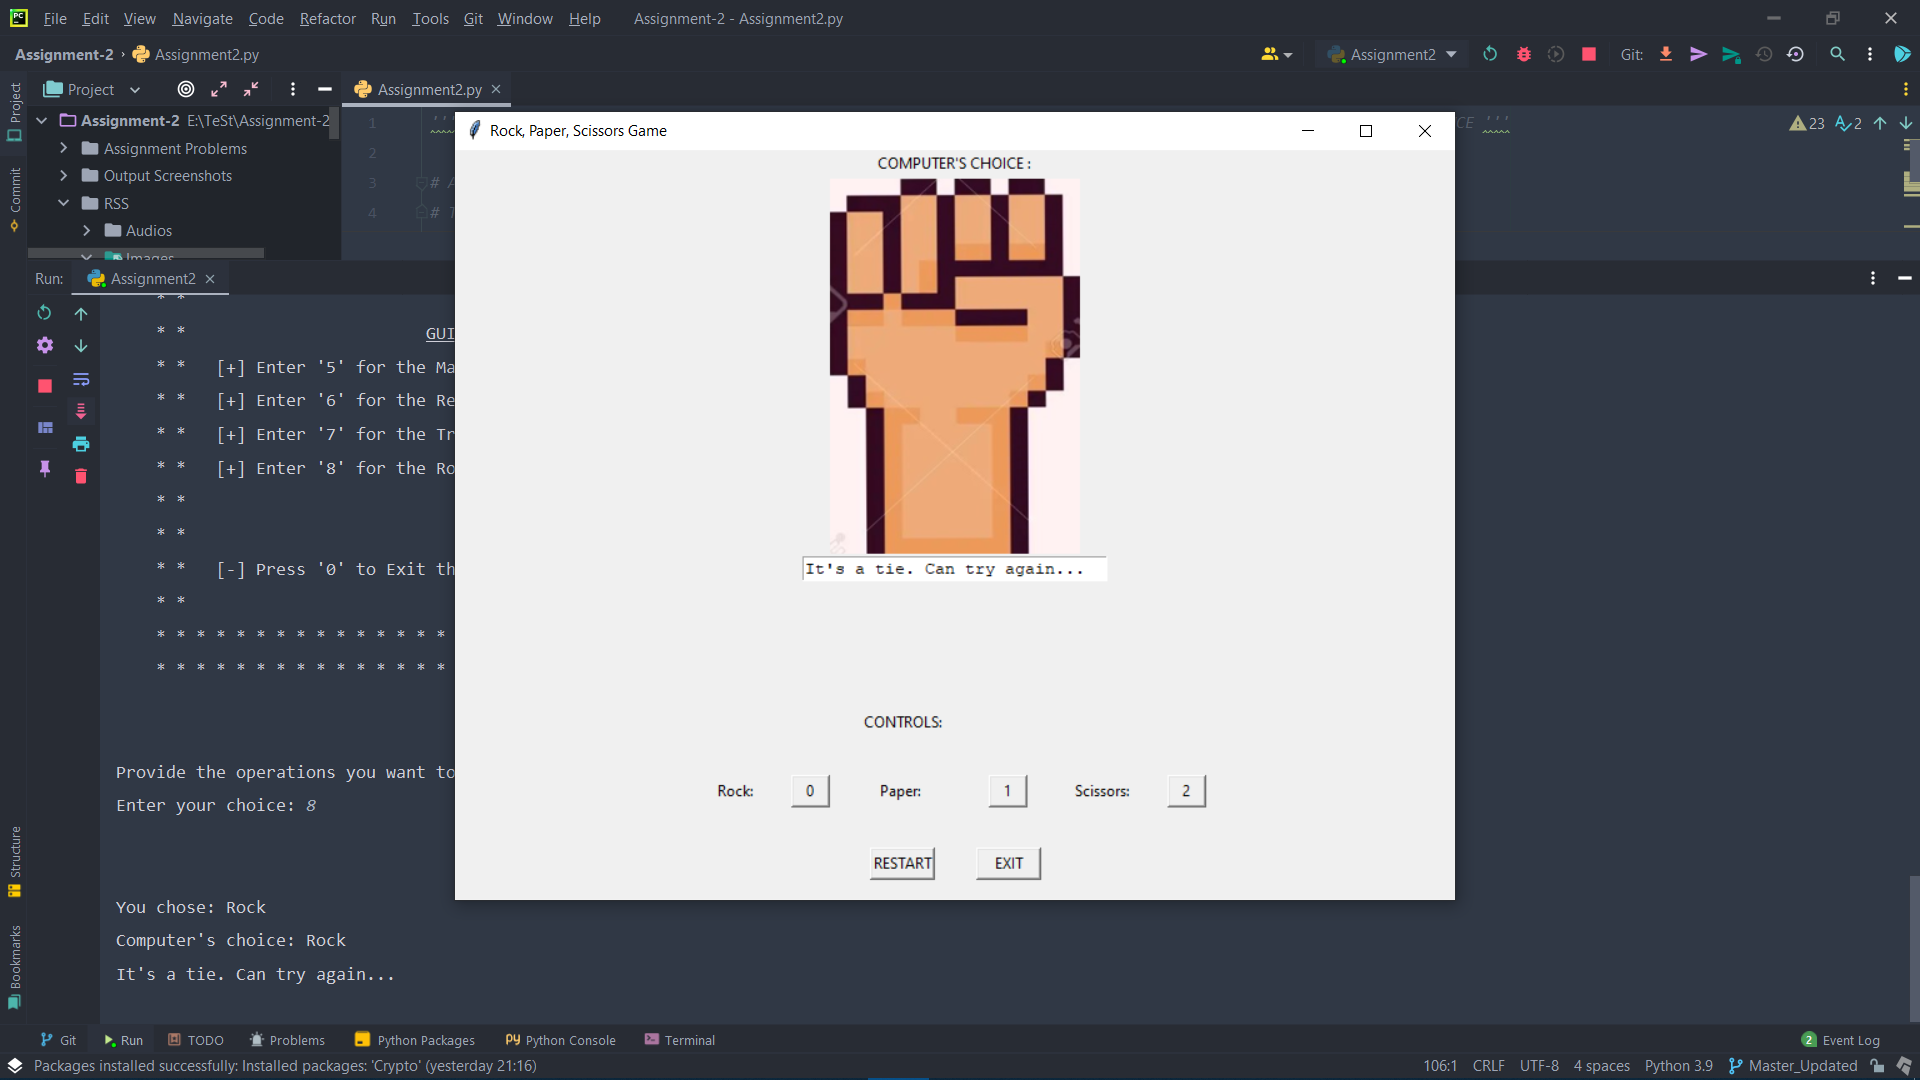 File Edit View Navigate Code Refactor Run Tools Git Window Help Assignment-2 - Assignment2.py
Assignment-2 › Assignment2.py
Assignment2
Git:
Project
Assignment2.py
Assignment-2 E:\TeSt\Assignment-2
Assignment Problems
Output Screenshots
RSS
Audios
Images
Project
Commit
Structure
Bookmarks
1 '''
2
3 #
4 #
CE '''
23 2
Rock, Paper, Scissors Game
COMPUTER'S CHOICE :
It's a tie. Can try again...
CONTROLS:
Rock: 0 Paper: 1 Scissors: 2
RESTART EXIT
Run: Assignment2
* *
* * GUI
* * [+] Enter '5' for the Ma
* * [+] Enter '6' for the Re
* * [+] Enter '7' for the Tr
* * [+] Enter '8' for the Ro
* *
* *
* * [-] Press '0' to Exit th
* *
* * * * * * * * * * * * * * *
* * * * * * * * * * * * * * *
Provide the operations you want to
Enter your choice: 8
You chose: Rock
Computer's choice: Rock
It's a tie. Can try again...
Git Run TODO Problems Python Packages Python Console Terminal 2 Event Log
Packages installed successfully: Installed packages: 'Crypto' (yesterday 21:16) 106:1 CRLF UTF-8 4 spaces Python 3.9 Master_Updated